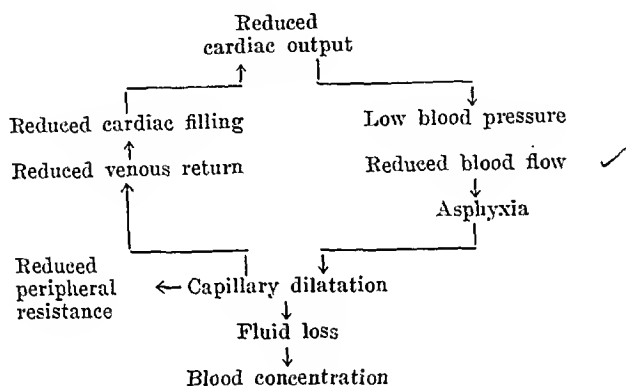 Reduced
cardiac output
Reduced cardiac filling
Low blood pressure
Reduced venous return
Reduced blood flow
Asphyxia
Reduced
peripheral
resistance
Capillary dilatation
Fluid loss
Blood concentration